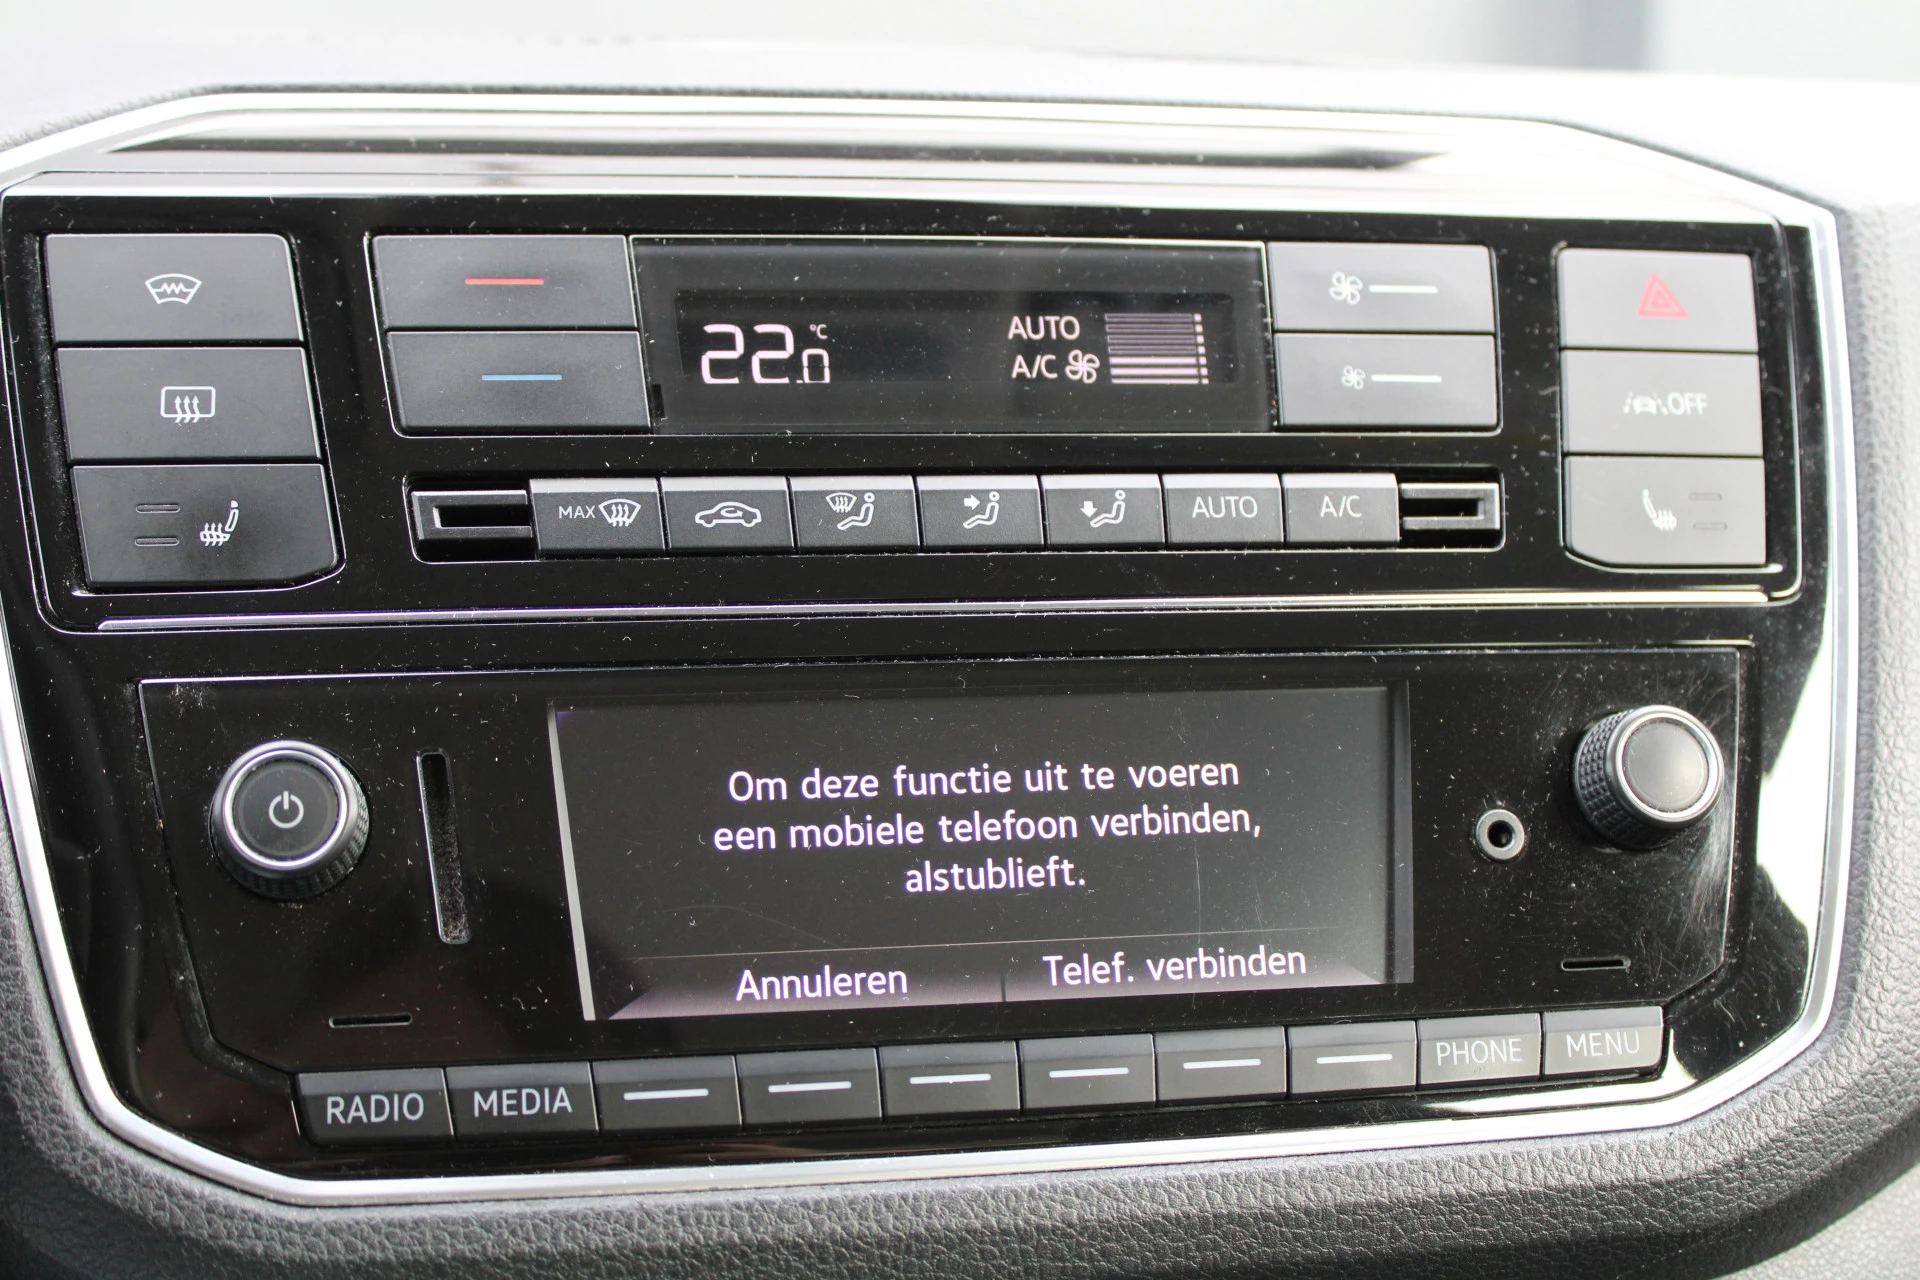 22.0 °C
AUTO
A/C
OFF
MAX
AUTO
A/C
Om deze functie uit te voeren
een mobiele telefoon verbinden,
alstublieft.
Annuleren
Telef. verbinden
RADIO
MEDIA
PHONE
MENU